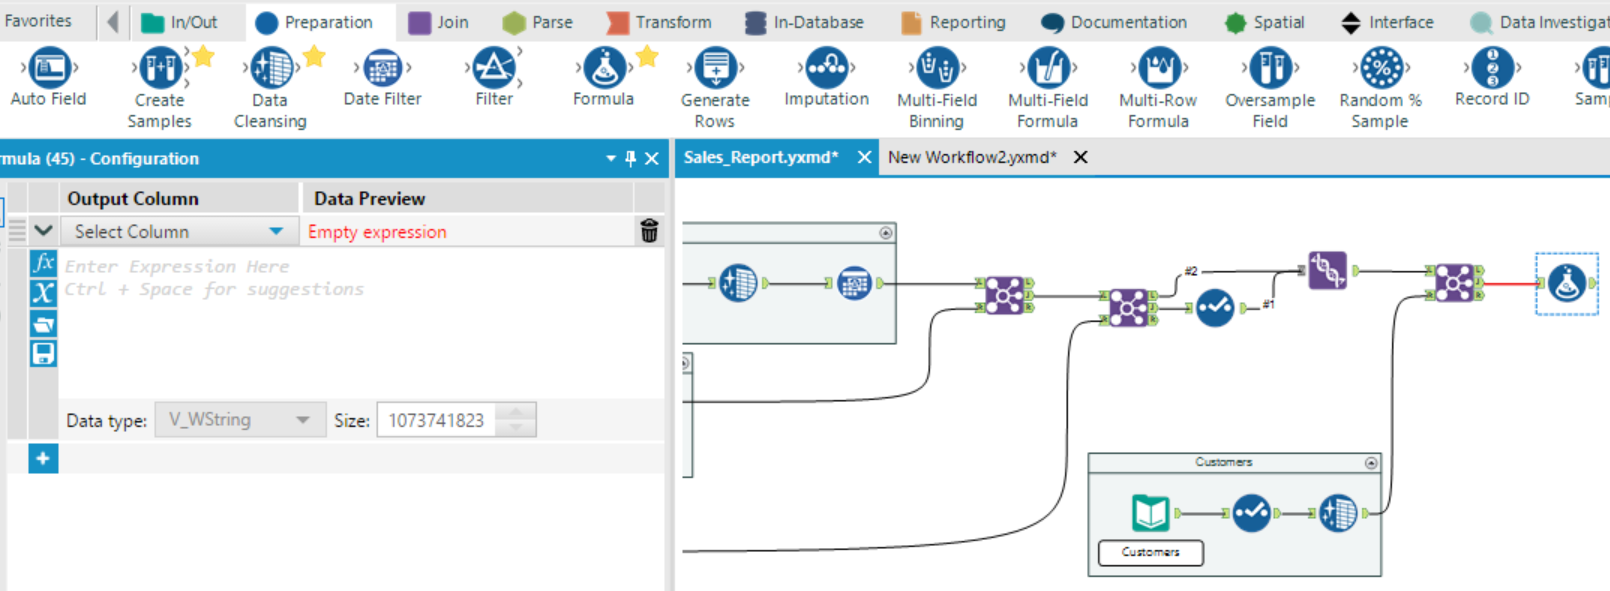 Favorites In/Out Preparation Join Parse Transform In-Database Reporting Documentation Spatial Interface Data Investigat
Auto Field Create Samples Data Cleansing Date Filter Filter Formula Generate Rows Imputation Multi-Field Binning Multi-Field Formula Multi-Row Formula Oversample Field Random % Sample Record ID Samp
rmula (45) - Configuration
Sales_Report.yxmd* New Workflow2.yxmd*
Output Column Data Preview
Select Column Empty expression
fx Enter Expression Here
X Ctrl + Space for suggestions
Data type: V_WString Size: 1073741823
#2
#1
Customers
Customers